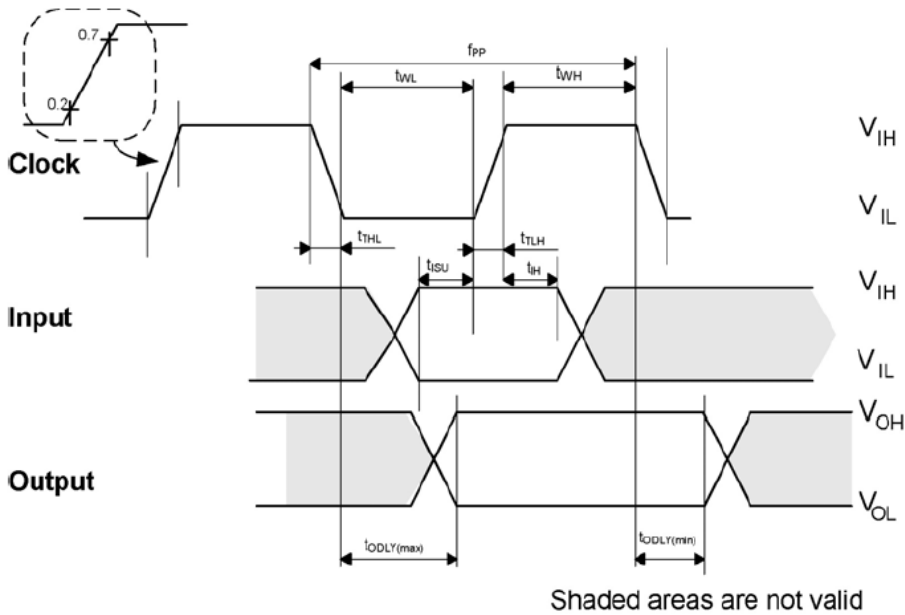 0.7
0.2
fPP
tWL
tWH
Clock
VIH
VIL
tTHL
tTLH
tISU
tIH
Input
VIH
VIL
Output
VOH
VOL
tODLY(max)
tODLY(min)
Shaded areas are not valid